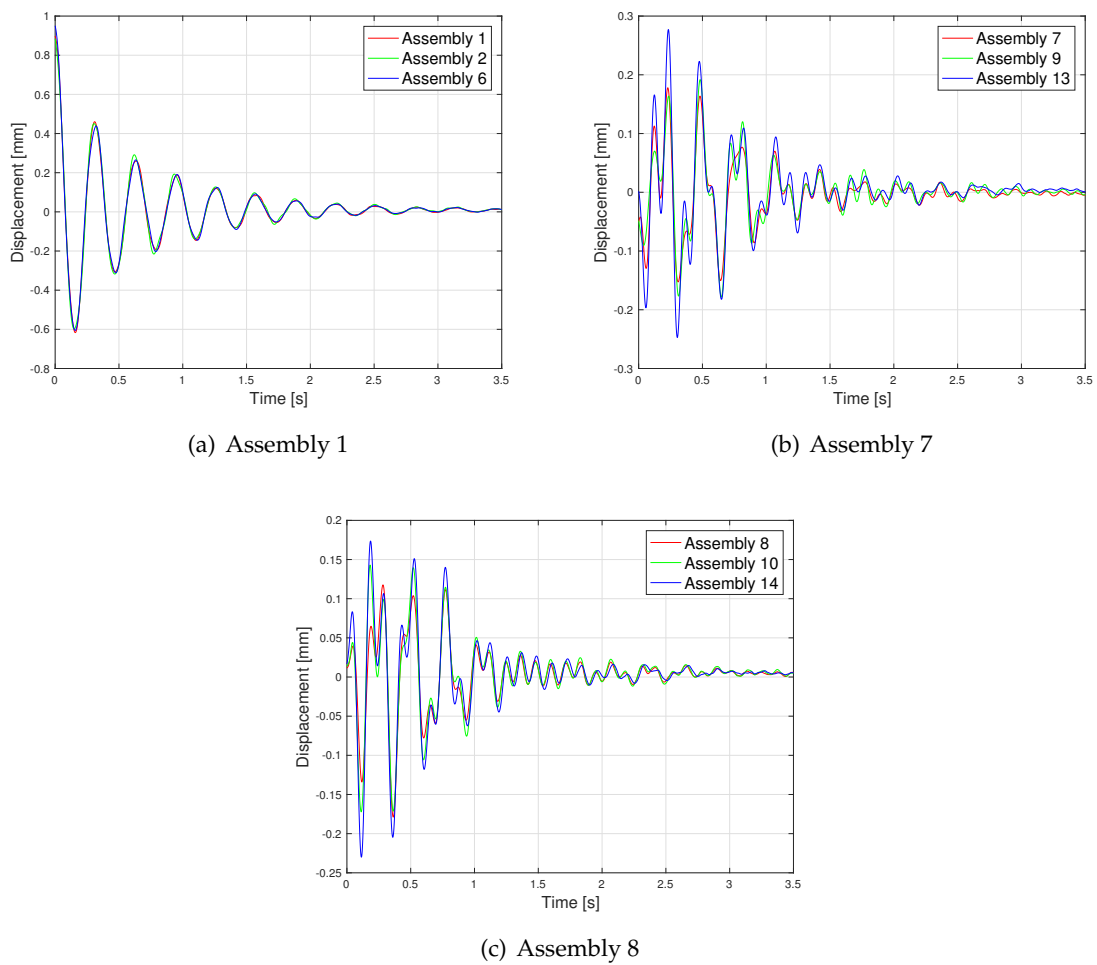 1
0.8
0.6
0.4
0.2
0
-0.2
-0.4
-0.6
-0.8
Displacement [mm]
0 0.5 1 1.5 2 2.5 3 3.5
Time [s]
Assembly 1
Assembly 2
Assembly 6
(a) Assembly 1
0.3
0.2
0.1
0
-0.1
-0.2
-0.3
Displacement [mm]
0 0.5 1 1.5 2 2.5 3 3.5
Time [s]
Assembly 7
Assembly 9
Assembly 13
(b) Assembly 7
0.2
0.15
0.1
0.05
0
-0.05
-0.1
-0.15
-0.2
-0.25
Displacement [mm]
0 0.5 1 1.5 2 2.5 3 3.5
Time [s]
Assembly 8
Assembly 10
Assembly 14
(c) Assembly 8